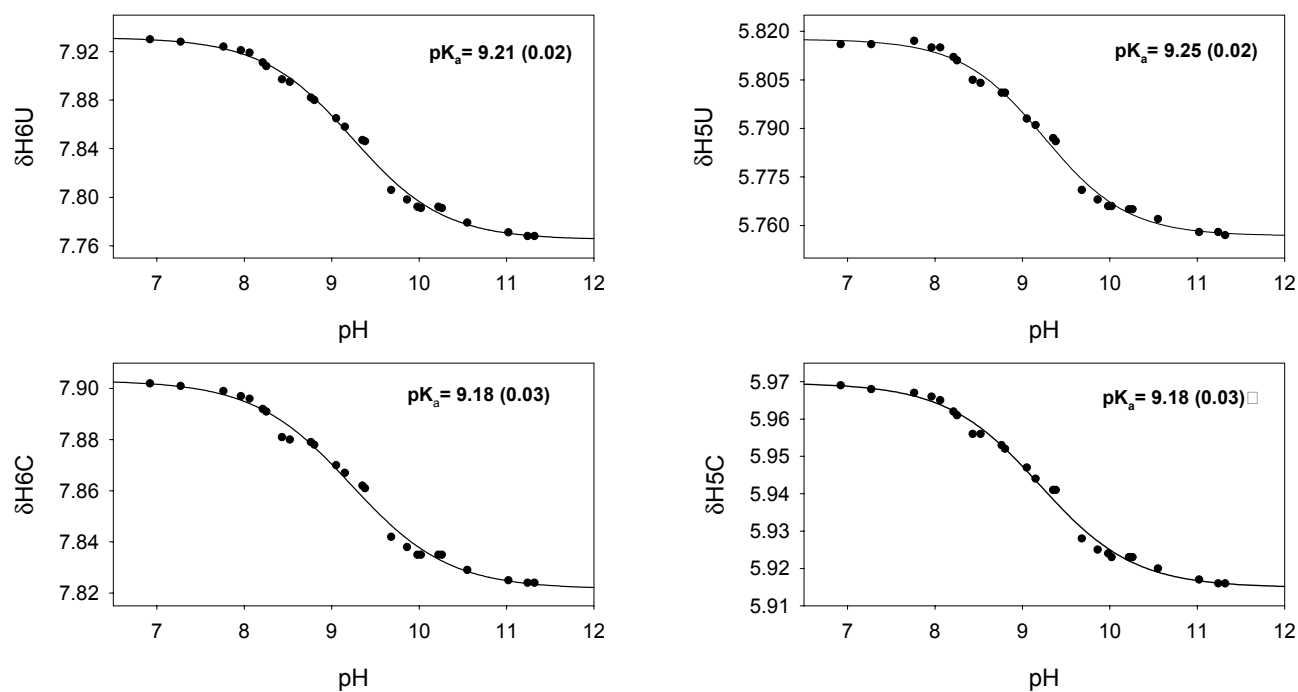 7.92
7.88
7.84
7.80
7.76
δH6U
pKa= 9.21 (0.02)
7 8 9 10 11 12
pH
5.820
5.805
5.790
5.775
5.760
δH5U
pKa= 9.25 (0.02)
7 8 9 10 11 12
pH
7.90
7.88
7.86
7.84
7.82
δH6C
pKa= 9.18 (0.03)
7 8 9 10 11 12
pH
5.97
5.96
5.95
5.94
5.93
5.92
5.91
δH5C
pKa= 9.18 (0.03)□
7 8 9 10 11 12
pH